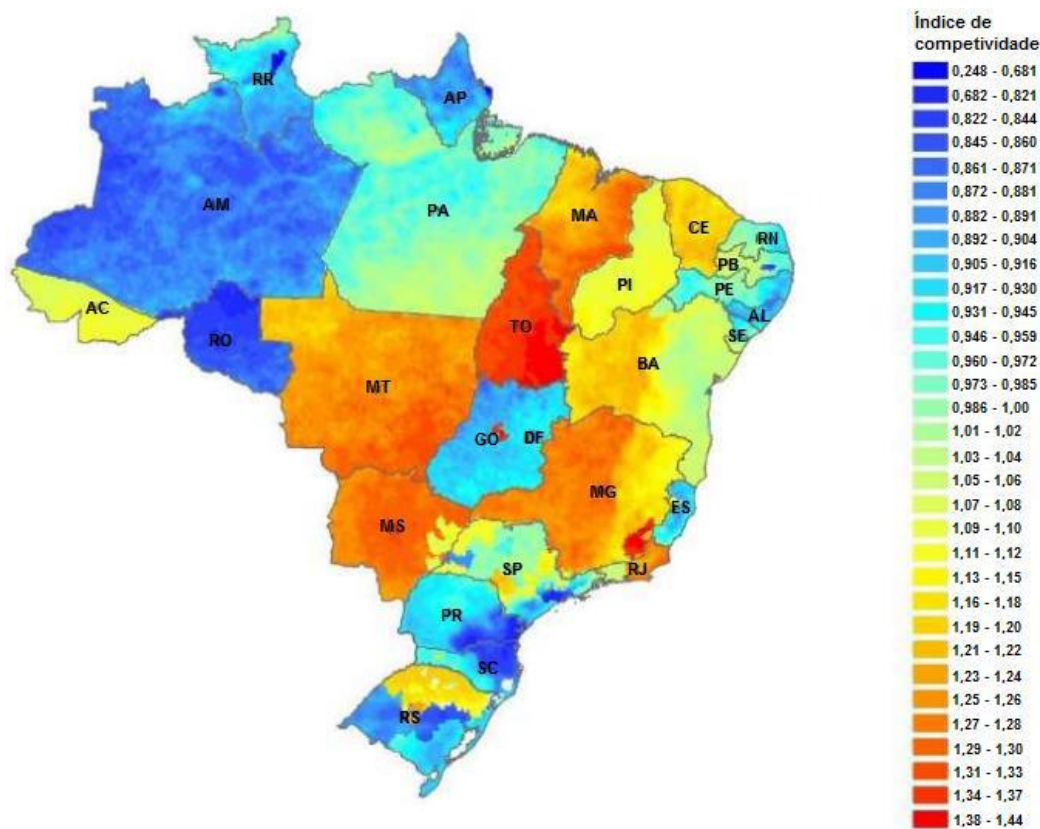 Índice de
competividade
0,248 - 0,681
0,682 - 0,821
0,822 - 0,844
0,845 - 0,860
0,861 - 0,871
0,872 - 0,881
0,882 - 0,891
0,892 - 0,904
0,905 - 0,916
0,917 - 0,930
0,931 - 0,945
0,946 - 0,959
0,960 - 0,972
0,973 - 0,985
0,986 - 1,00
1,01 - 1,02
1,03 - 1,04
1,05 - 1,06
1,07 - 1,08
1,09 - 1,10
1,11 - 1,12
1,13 - 1,15
1,16 - 1,18
1,19 - 1,20
1,21 - 1,22
1,23 - 1,24
1,25 - 1,26
1,27 - 1,28
1,29 - 1,30
1,31 - 1,33
1,34 - 1,37
1,38 - 1,44
RR
AP
AM
PA
MA
CE
RN
PB
PI
PE
AC
AL
TO
SE
RO
BA
MT
GO
DF
MG
ES
MS
SP
RJ
PR
SC
RS